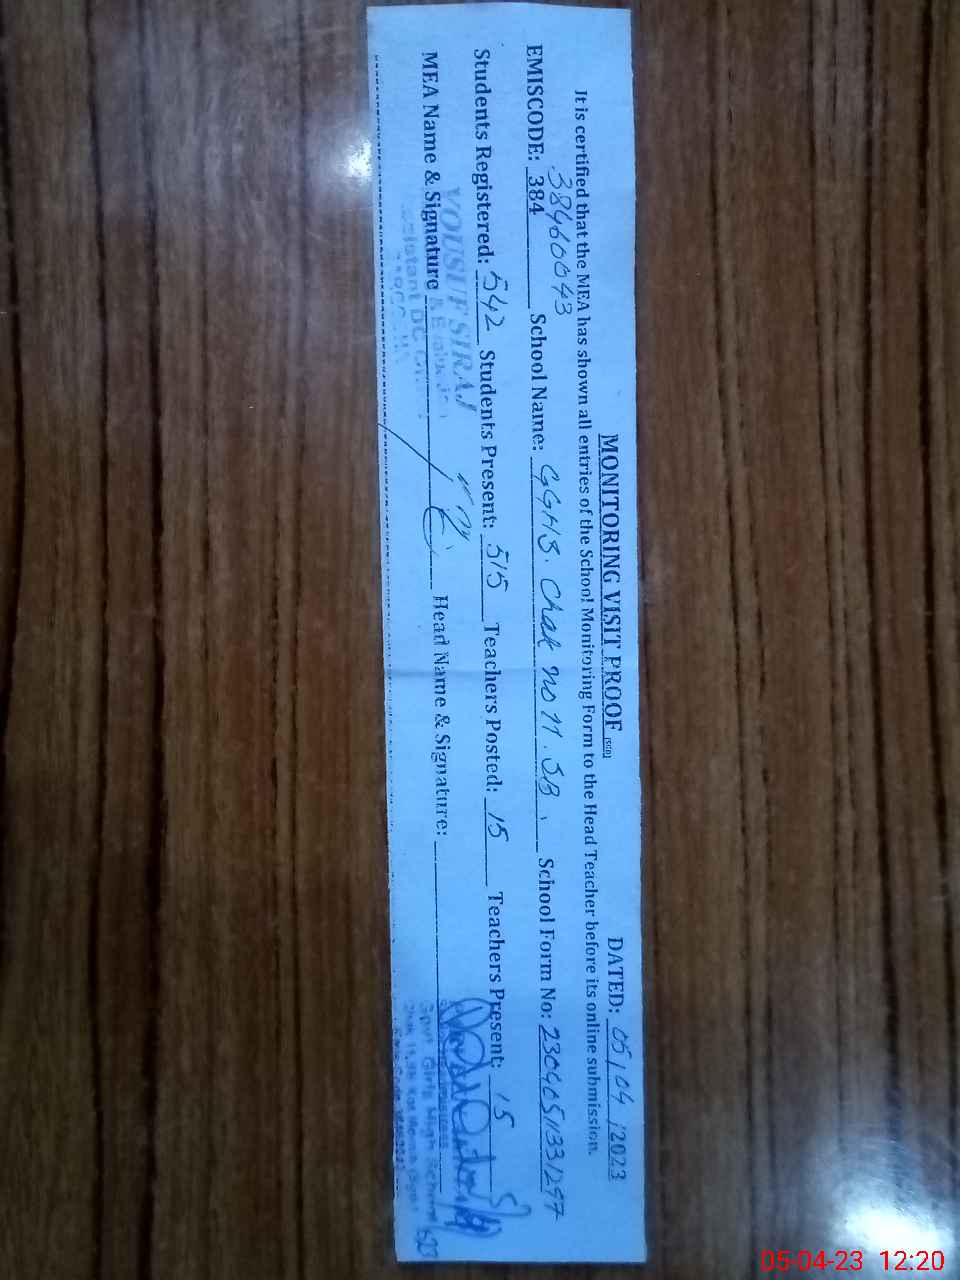 MONITORING VISIT PROOF DATED: 05/04/2023
It is certified that the MEA has shown all entries of the School Monitoring Form to the Head Teacher before its online submission.
38460043
EMISCODE: 384 School Name: GGHS. Chak no 11. SB. School Form No: 2304051331297
Students Registered: 542 Students Present: 515 Teachers Posted: 15 Teachers Present: 15
YOUSUF SIRAJ
MEA Name & Signature Head Name & Signature:
Govt. Girls High School
05-04-23 12:20